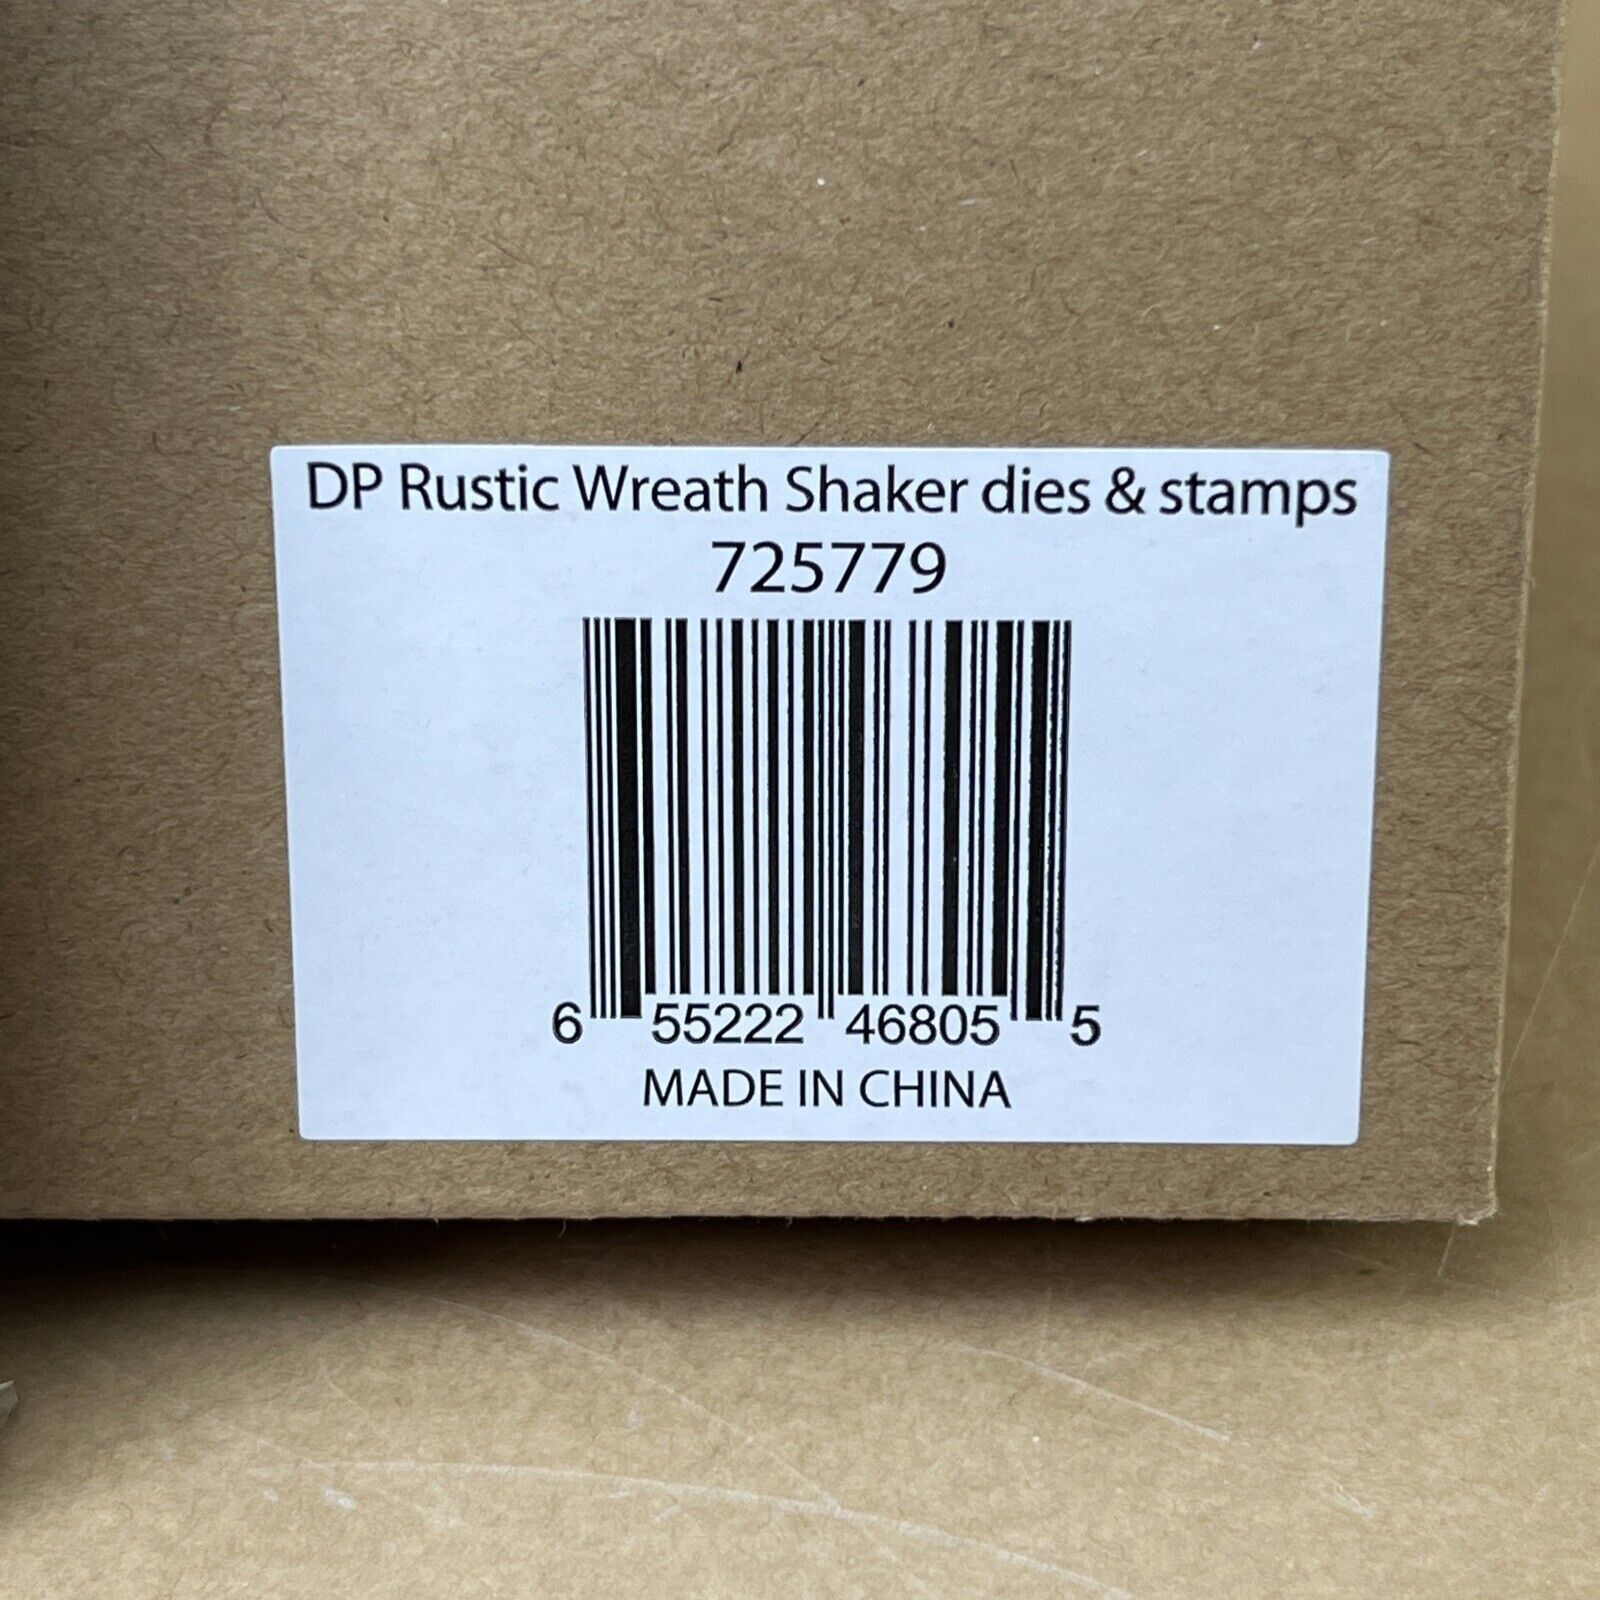 DP Rustic Wreath Shaker dies & stamps
725779
6 55222 46805 5
MADE IN CHINA